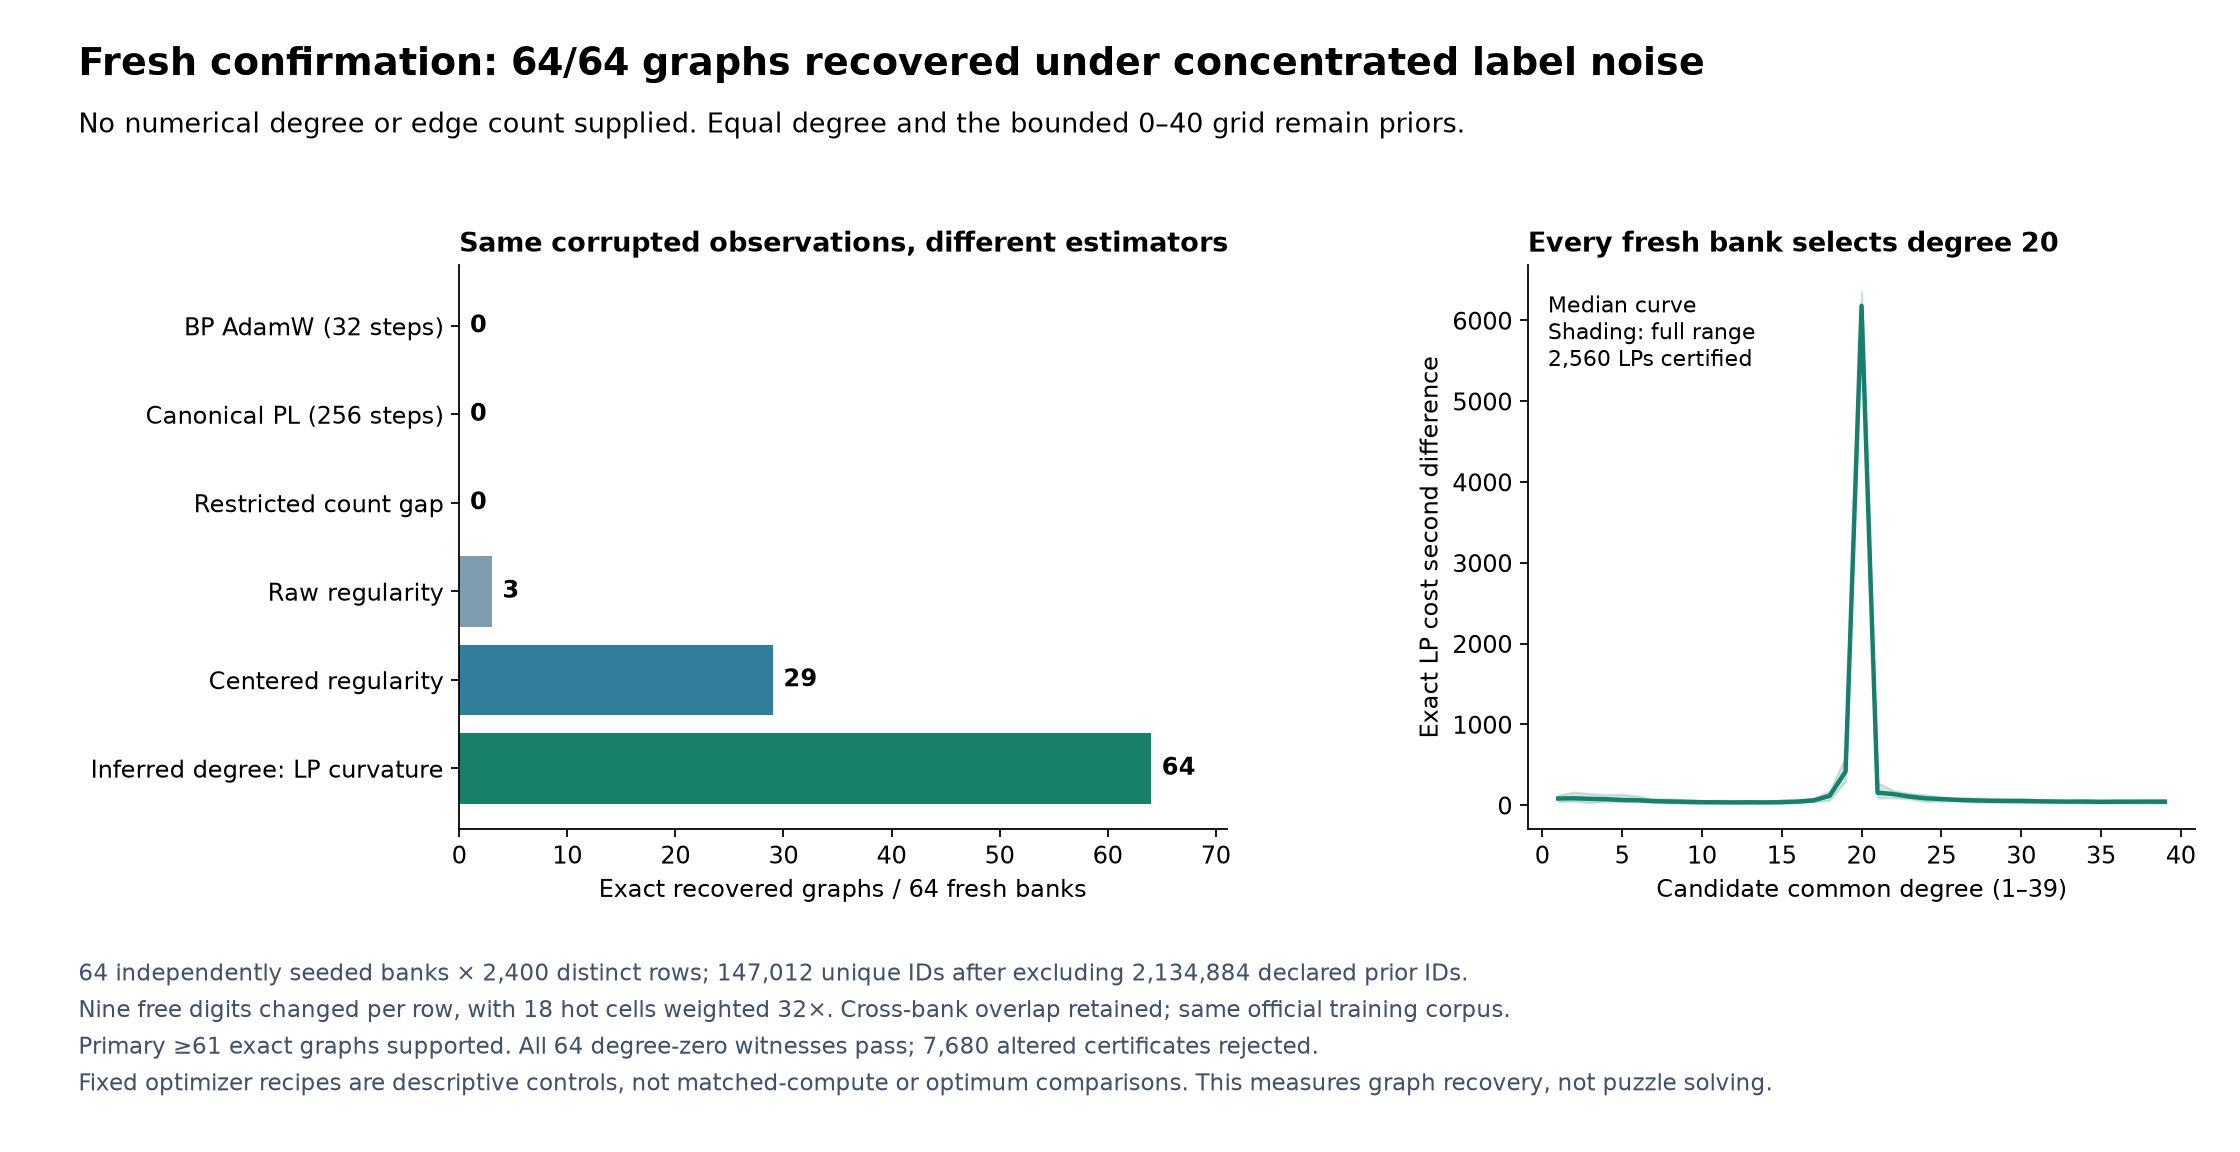 Fresh confirmation: 64/64 graphs recovered under concentrated label noise
No numerical degree or edge count supplied. Equal degree and the bounded 0–40 grid remain priors.
Same corrupted observations, different estimators
BP AdamW (32 steps)
0
Canonical PL (256 steps)
0
Restricted count gap
0
Raw regularity
3
Centered regularity
29
Inferred degree: LP curvature
64
0 10 20 30 40 50 60 70
Exact recovered graphs / 64 fresh banks
Every fresh bank selects degree 20
Median curve
Shading: full range
2,560 LPs certified
Exact LP cost second difference
6000
5000
4000
3000
2000
1000
0
0 5 10 15 20 25 30 35 40
Candidate common degree (1–39)
64 independently seeded banks × 2,400 distinct rows; 147,012 unique IDs after excluding 2,134,884 declared prior IDs.
Nine free digits changed per row, with 18 hot cells weighted 32×. Cross-bank overlap retained; same official training corpus.
Primary ≥61 exact graphs supported. All 64 degree-zero witnesses pass; 7,680 altered certificates rejected.
Fixed optimizer recipes are descriptive controls, not matched-compute or optimum comparisons. This measures graph recovery, not puzzle solving.